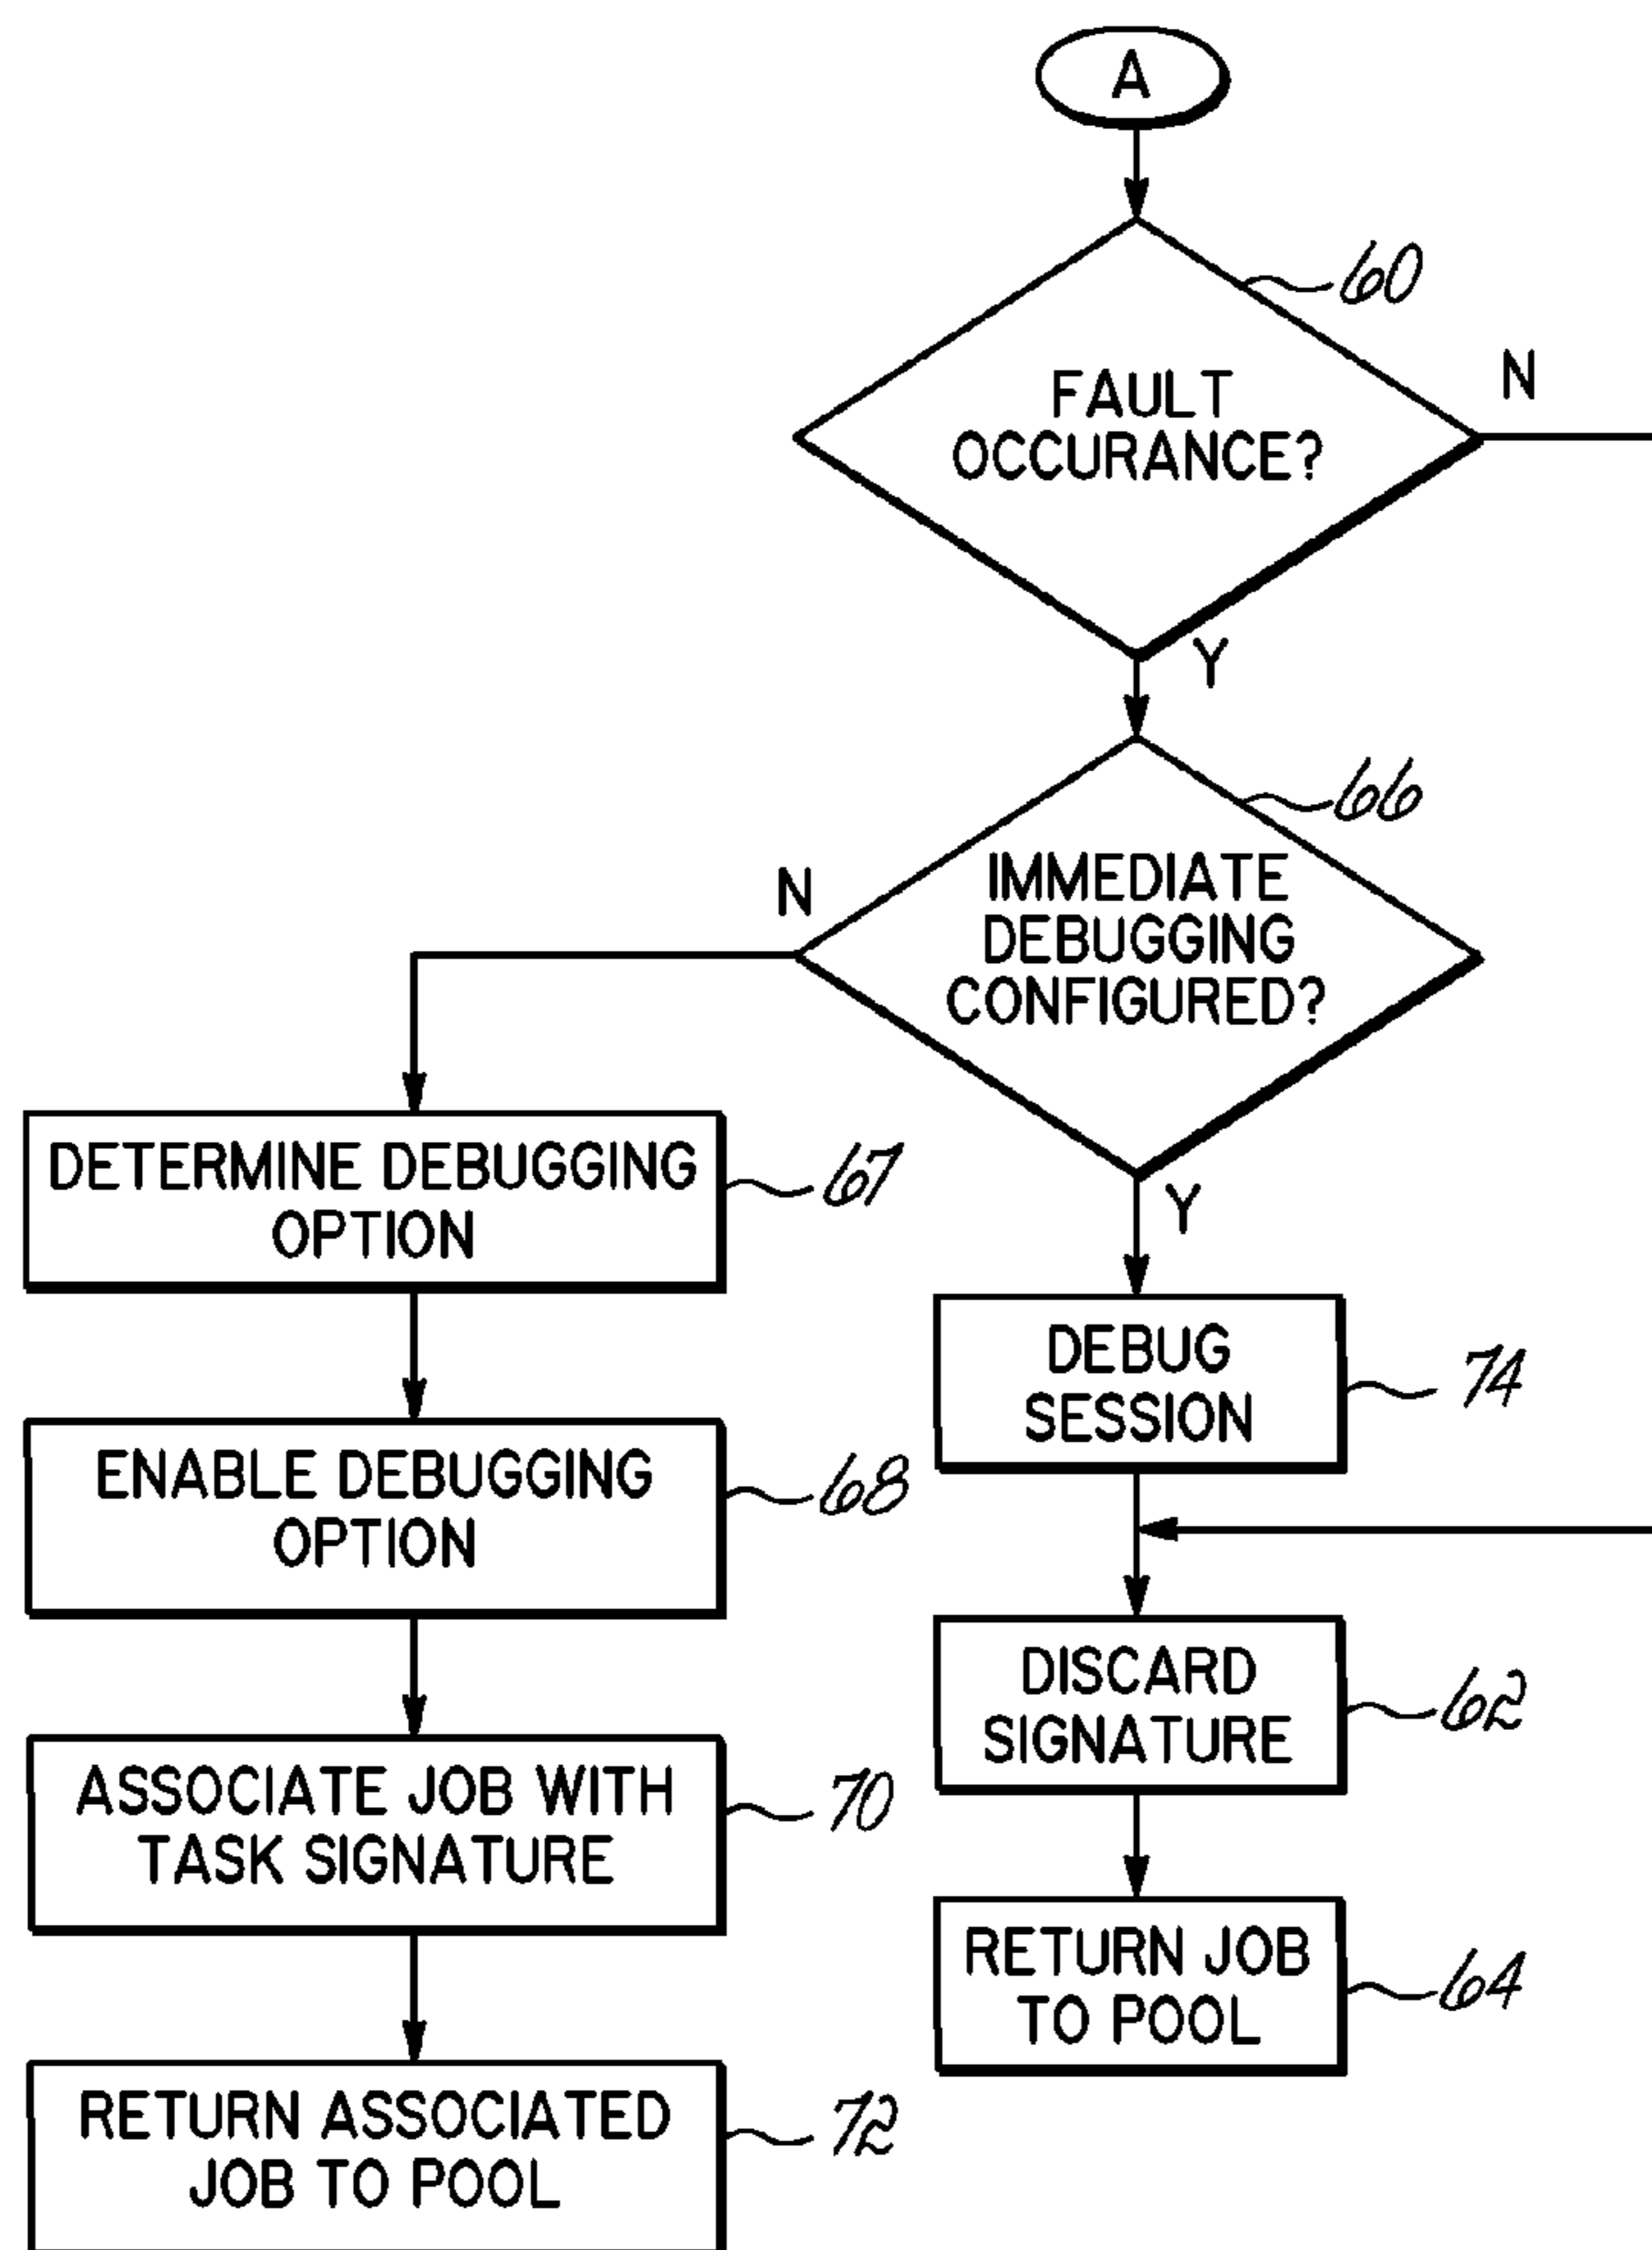 A
60
FAULT
OCCURANCE?
N
Y
66
IMMEDIATE
DEBUGGING
CONFIGURED?
N
Y
DETERMINE DEBUGGING
OPTION
67
ENABLE DEBUGGING
OPTION
68
ASSOCIATE JOB WITH
TASK SIGNATURE
70
RETURN ASSOCIATED
JOB TO POOL
72
DEBUG
SESSION
74
DISCARD
SIGNATURE
62
RETURN JOB
TO POOL
64